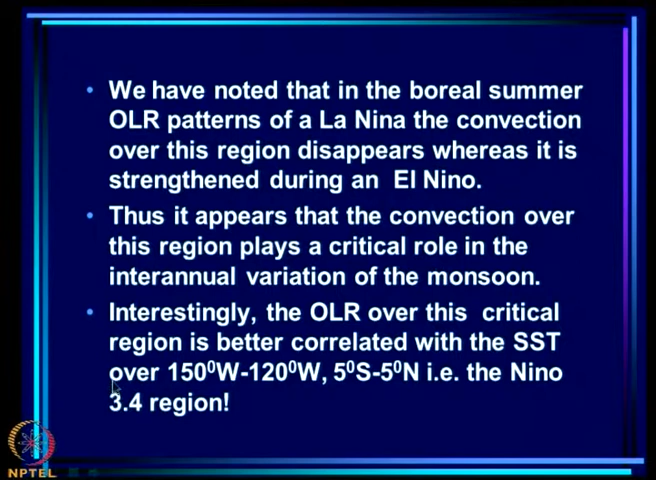 • We have noted that in the boreal summer
OLR patterns of a La Nina the convection
over this region disappears whereas it is
strengthened during an El Nino.
• Thus it appears that the convection over
this region plays a critical role in the
interannual variation of the monsoon.
• Interestingly, the OLR over this critical
region is better correlated with the SST
over 150⁰W-120⁰W, 5⁰S-5⁰N i.e. the Nino
3.4 region!
NPTEL